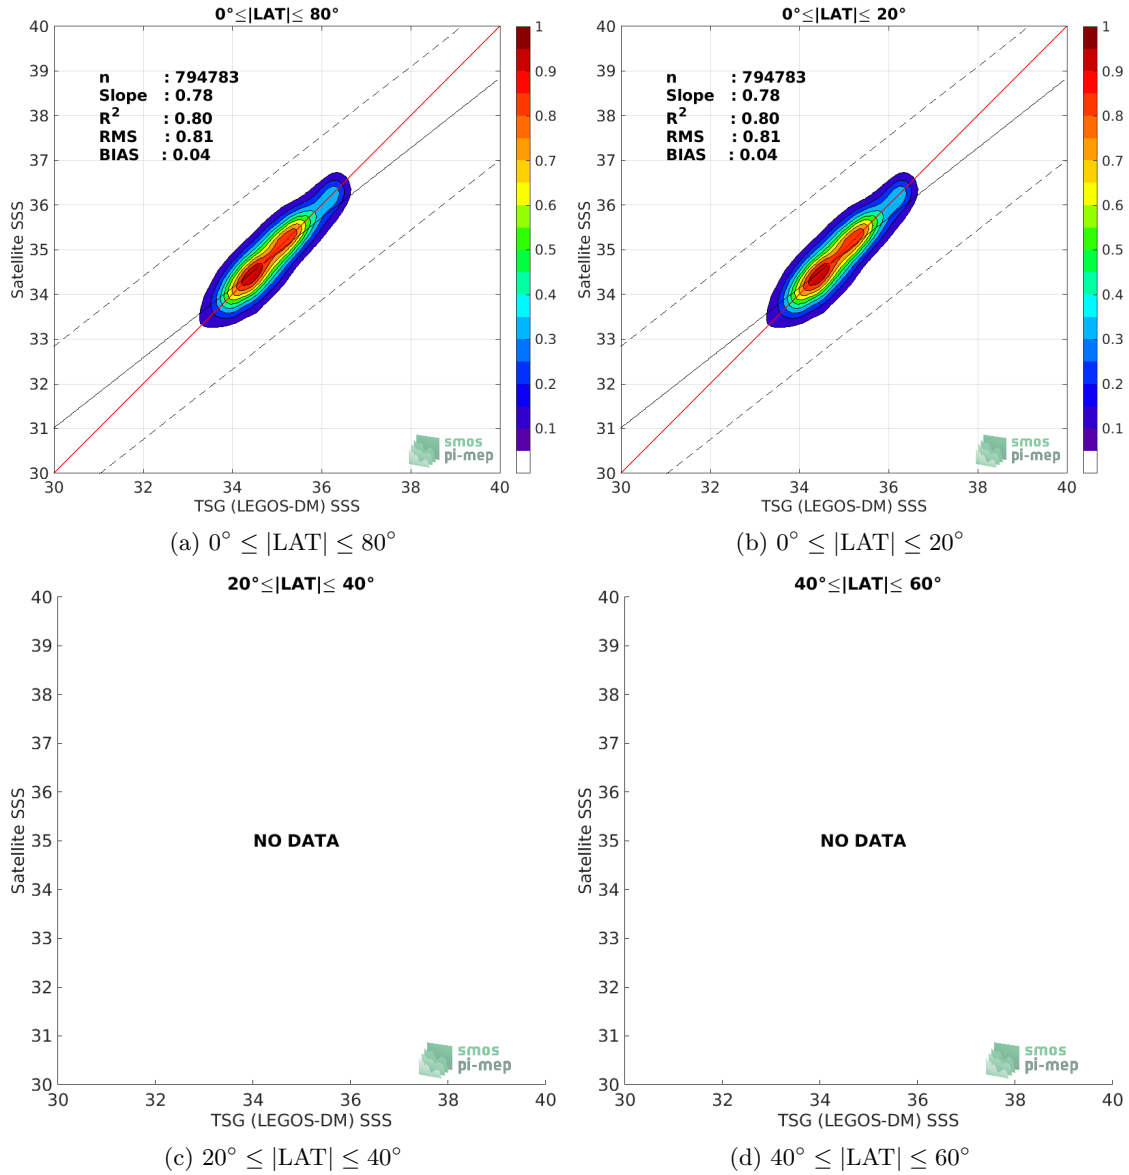 0°≤|LAT|≤ 80°
40
39
38
37
36
35
34
33
32
31
30
n : 794783
Slope : 0.78
R² : 0.80
RMS : 0.81
BIAS : 0.04
Satellite SSS
30 32 34 36 38 40
TSG (LEGOS-DM) SSS
1
0.9
0.8
0.7
0.6
0.5
0.4
0.3
0.2
0.1
smos
pi-mep
(a) 0° ≤ |LAT| ≤ 80°
0°≤|LAT|≤ 20°
40
39
38
37
36
35
34
33
32
31
30
n : 794783
Slope : 0.78
R² : 0.80
RMS : 0.81
BIAS : 0.04
Satellite SSS
30 32 34 36 38 40
TSG (LEGOS-DM) SSS
1
0.9
0.8
0.7
0.6
0.5
0.4
0.3
0.2
0.1
smos
pi-mep
(b) 0° ≤ |LAT| ≤ 20°
20°≤|LAT|≤ 40°
40
39
38
37
36
35
34
33
32
31
30
Satellite SSS
NO DATA
smos
pi-mep
30 32 34 36 38 40
TSG (LEGOS-DM) SSS
(c) 20° ≤ |LAT| ≤ 40°
40°≤|LAT|≤ 60°
40
39
38
37
36
35
34
33
32
31
30
Satellite SSS
NO DATA
smos
pi-mep
30 32 34 36 38 40
TSG (LEGOS-DM) SSS
(d) 40° ≤ |LAT| ≤ 60°